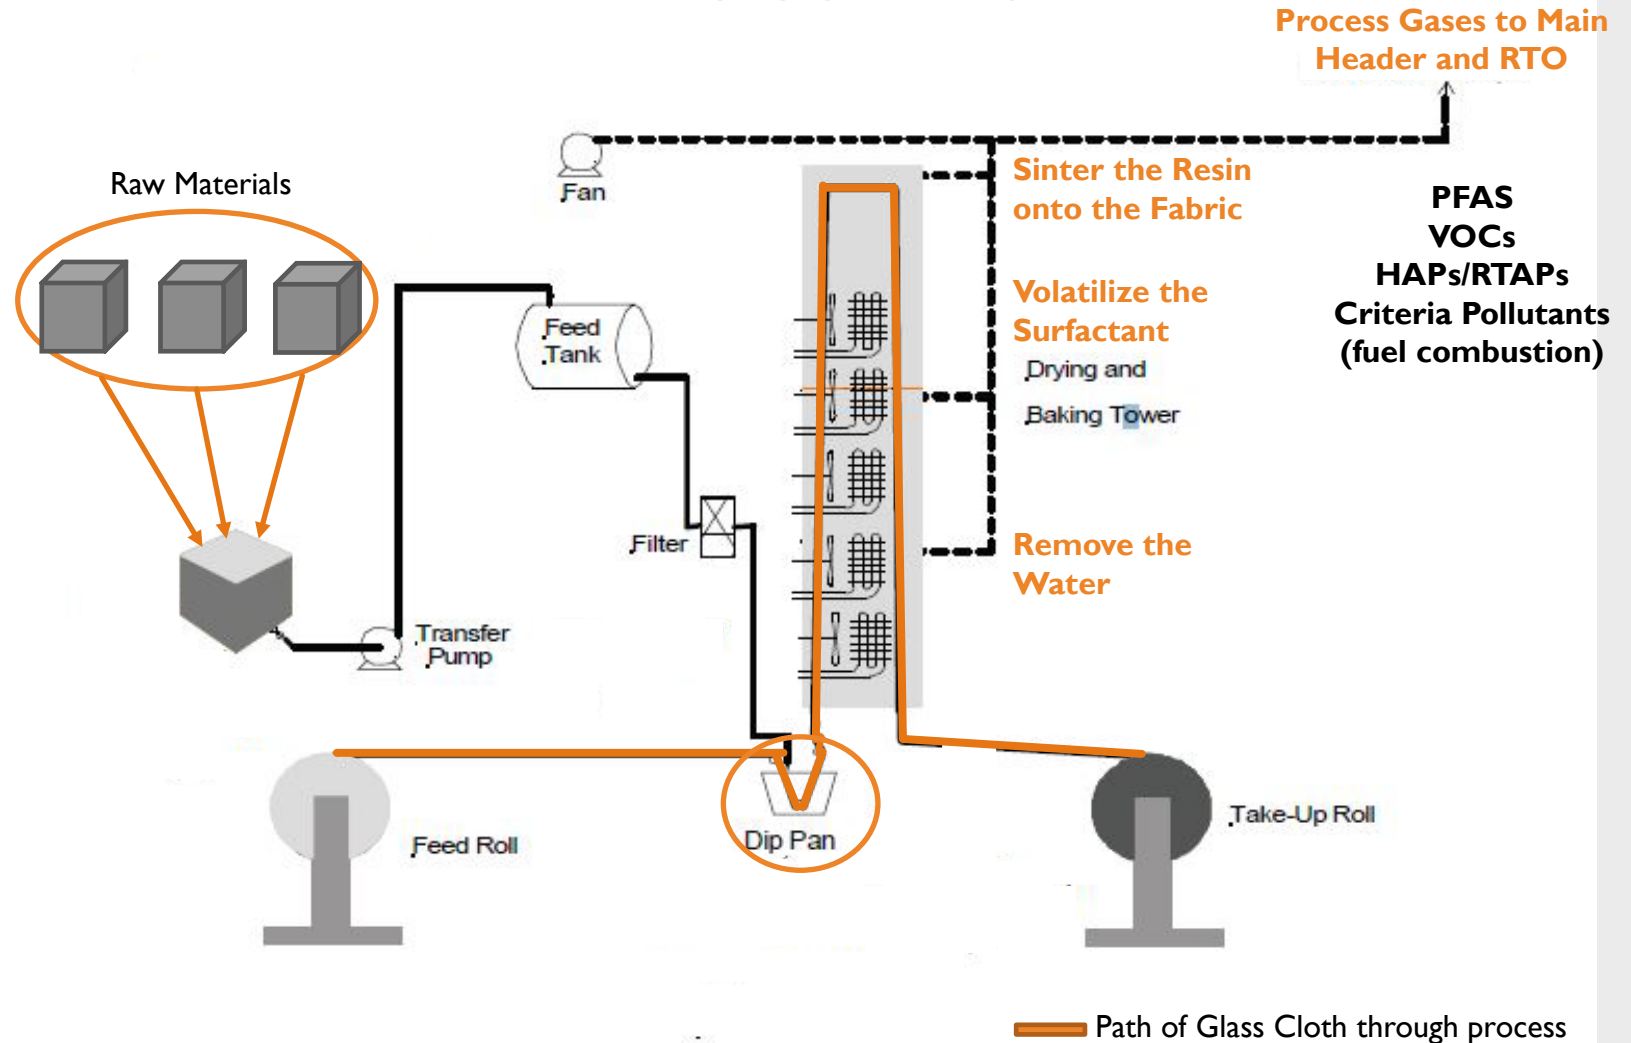 Process Gases to Main
Header and RTO
Raw Materials
Fan
Sinter the Resin
onto the Fabric
PFAS
VOCs
HAPs/RTAPs
Criteria Pollutants
(fuel combustion)
Volatilize the
Surfactant
Feed
Tank
Drying and
Baking Tower
Filter
Remove the
Water
Transfer
Pump
Feed Roll
Dip Pan
Take-Up Roll
Path of Glass Cloth through process